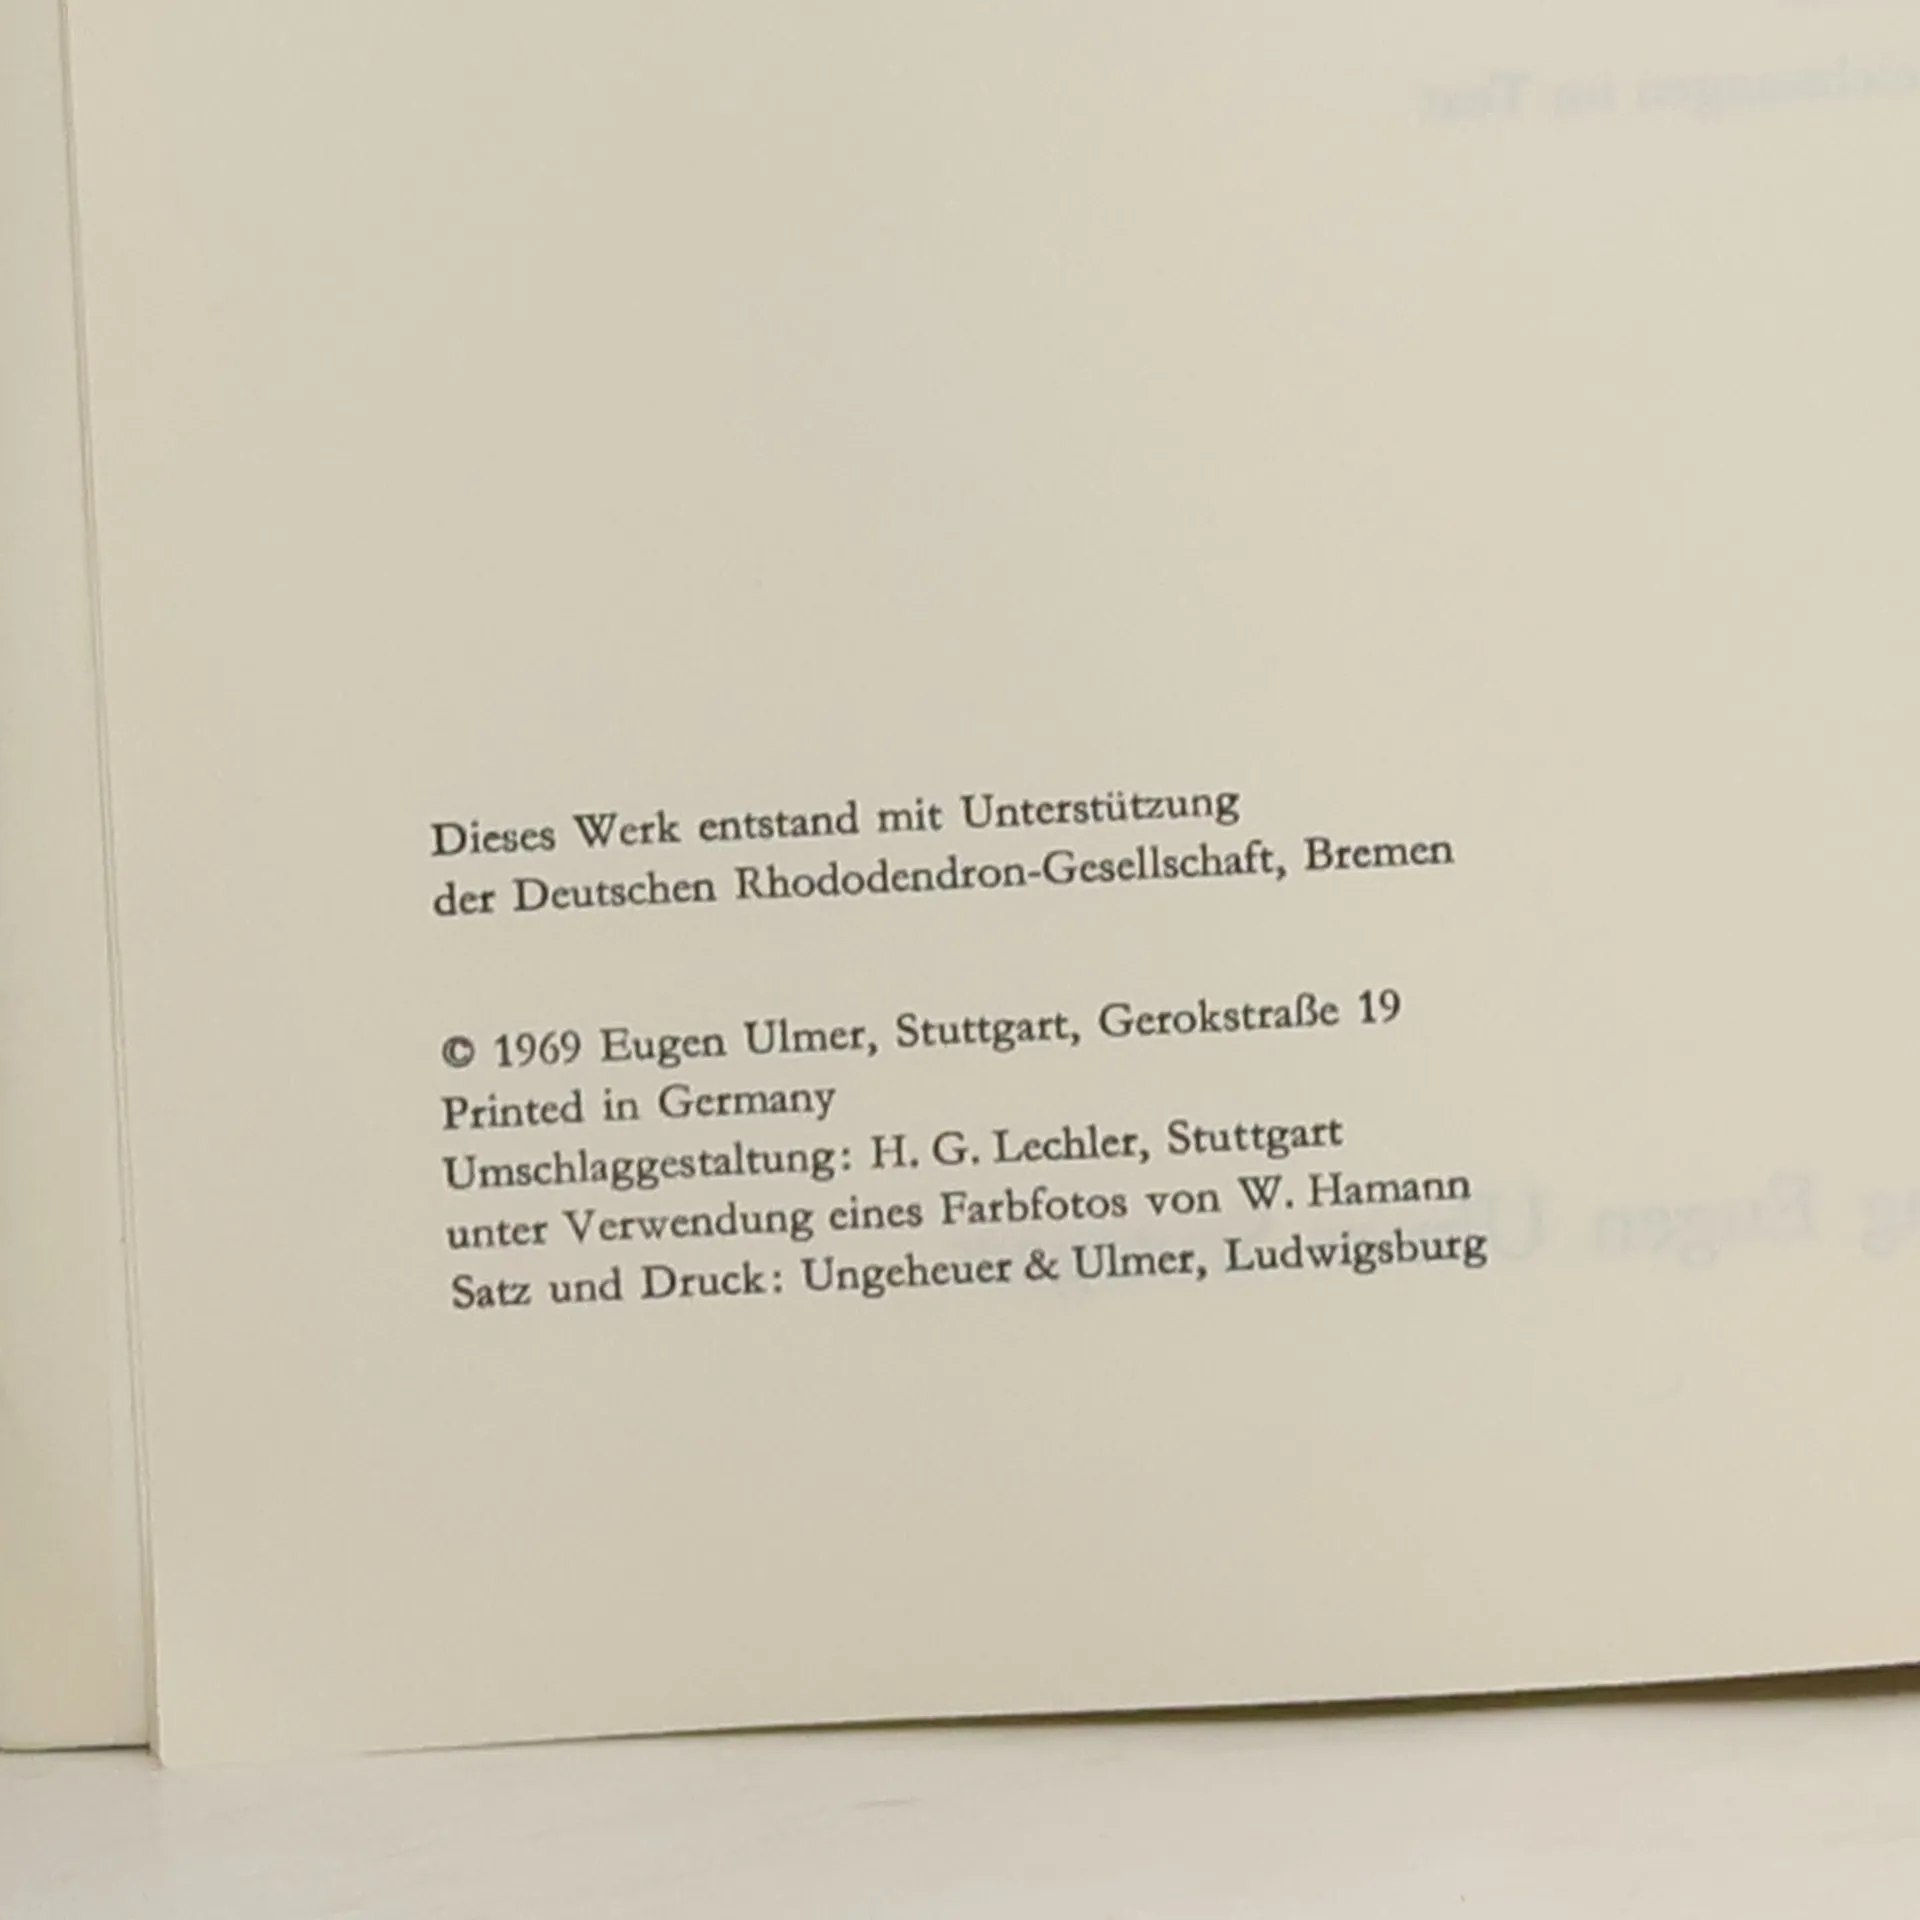 Dieses Werk entstand mit Unterstützung
der Deutschen Rhododendron-Gesellschaft, Bremen
© 1969 Eugen Ulmer, Stuttgart, Gerokstraße 19
Printed in Germany
Umschlaggestaltung: H. G. Lechler, Stuttgart
unter Verwendung eines Farbfotos von W. Hamann
Satz und Druck: Ungeheuer & Ulmer, Ludwigsburg